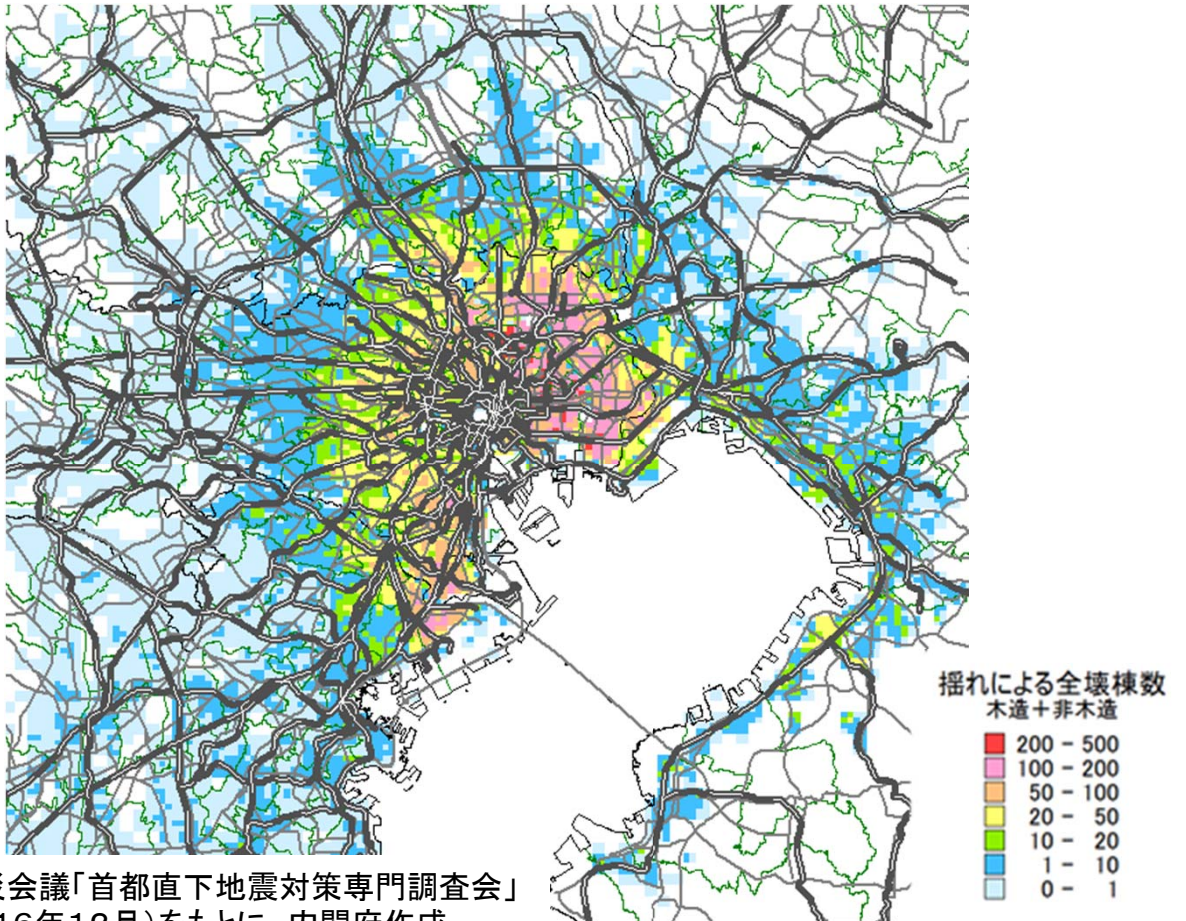 揺れによる全壊棟数
木造+非木造
200 - 500
100 - 200
50 - 100
20 - 50
10 - 20
1 - 10
0 - 1
会議「首都直下地震対策専門調査会」
16年12月)をもとに、内閣府作成